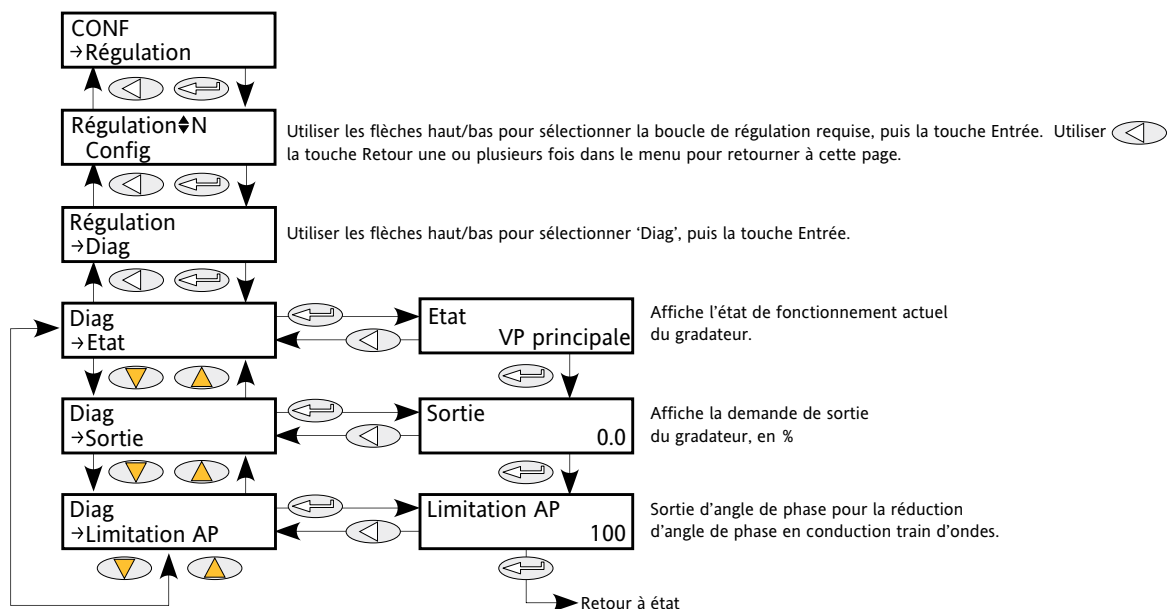 CONF
→Régulation
Régulation♦N
Config
Utiliser les flèches haut/bas pour sélectionner la boucle de régulation requise, puis la touche Entrée. Utiliser
la touche Retour une ou plusieurs fois dans le menu pour retourner à cette page.
Régulation
→Diag
Utiliser les flèches haut/bas pour sélectionner ‘Diag’, puis la touche Entrée.
Diag
→Etat
Etat
VP principale
Affiche l’état de fonctionnement actuel
du gradateur.
Diag
→Sortie
Sortie
0.0
Affiche la demande de sortie
du gradateur, en %
Diag
→Limitation AP
Limitation AP
100
Sortie d’angle de phase pour la réduction
d’angle de phase en conduction train d’ondes.
Retour à état